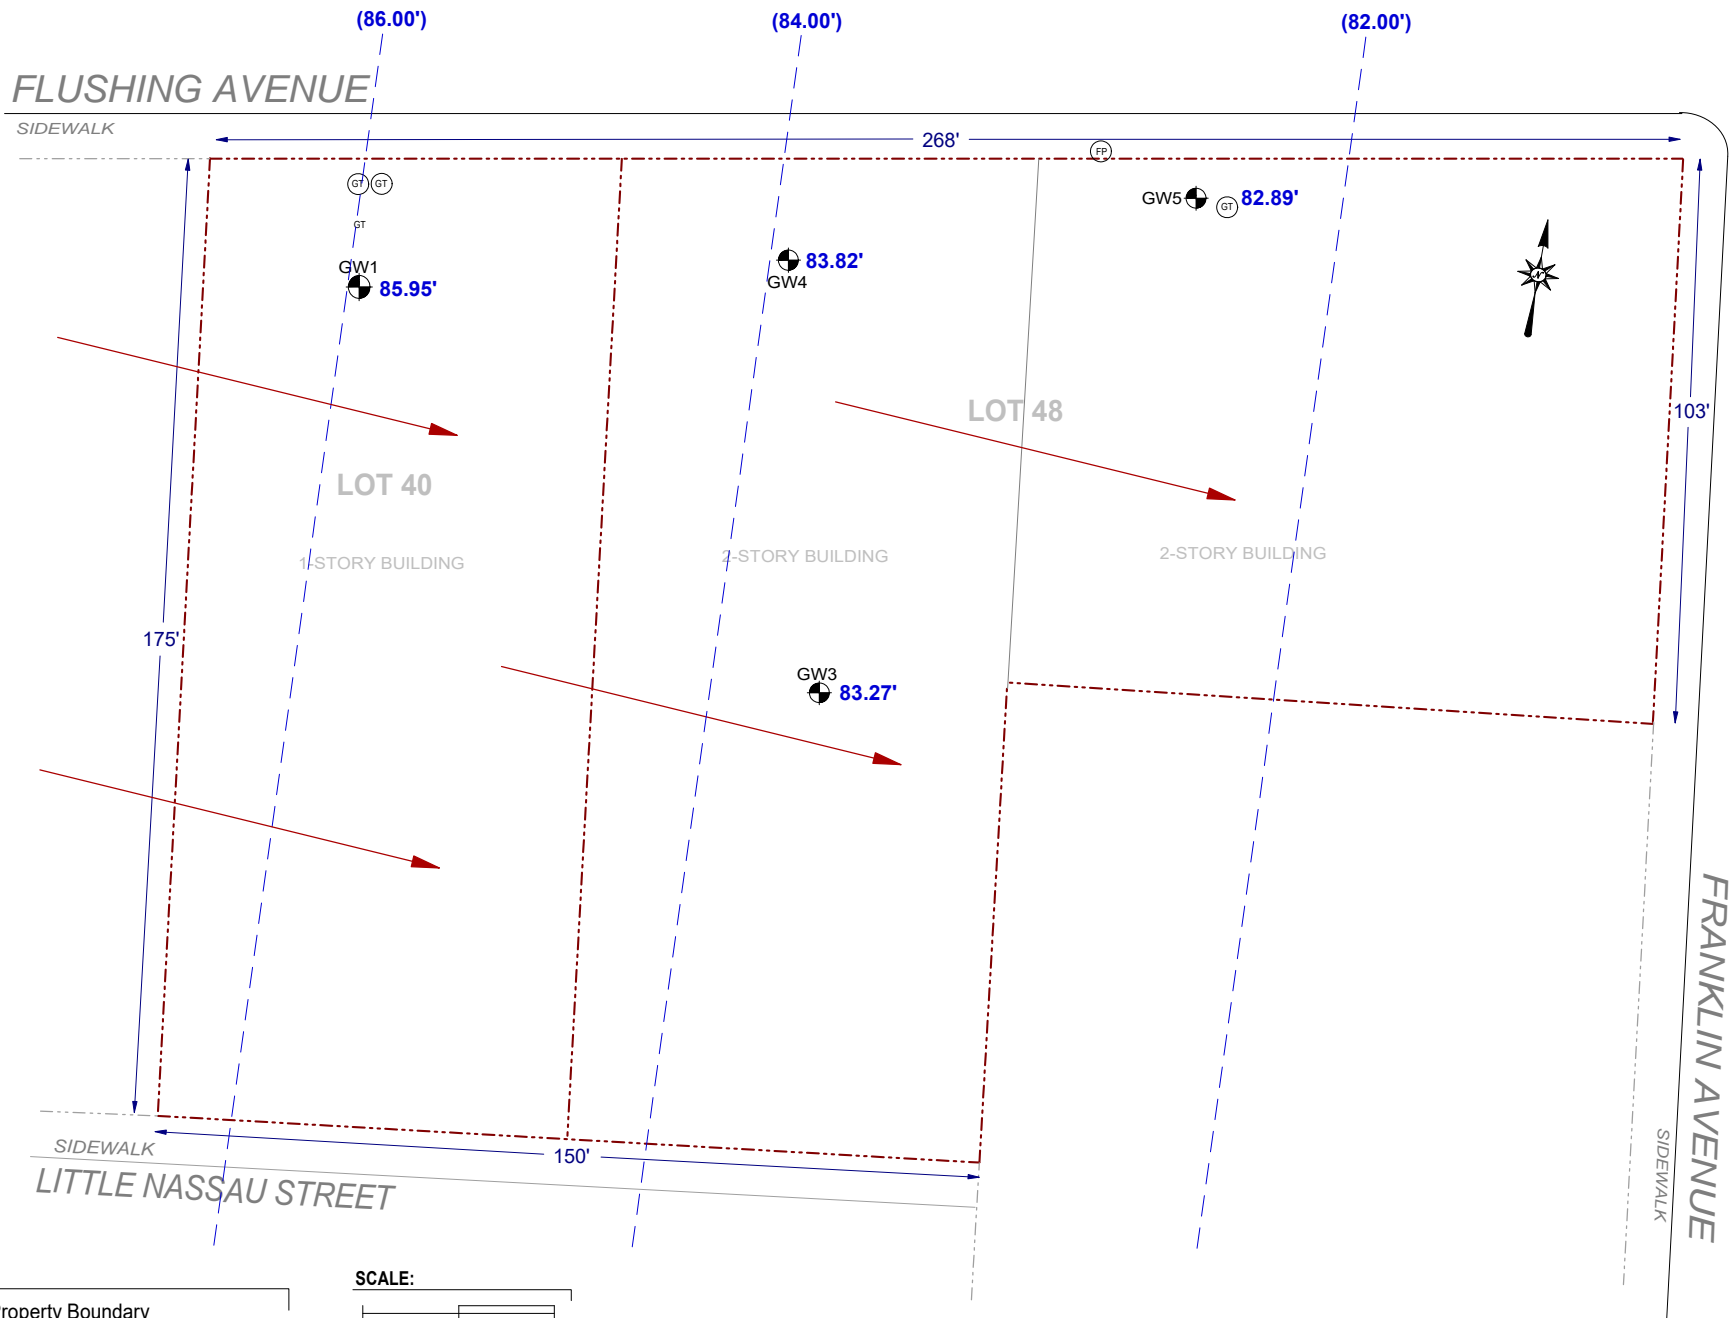 (86.00')
(84.00')
(82.00')
FLUSHING AVENUE
SIDEWALK
268'
FP
GT GT
GW5
GT
82.89'
GT
GW1
85.95'
83.82'
GW4
N
LOT 48
103'
LOT 40
1-STORY BUILDING
2-STORY BUILDING
2-STORY BUILDING
175'
GW3
83.27'
FRANKLIN AVENUE
SIDEWALK
SIDEWALK
150'
LITTLE NASSAU STREET
SCALE:
Property Boundary